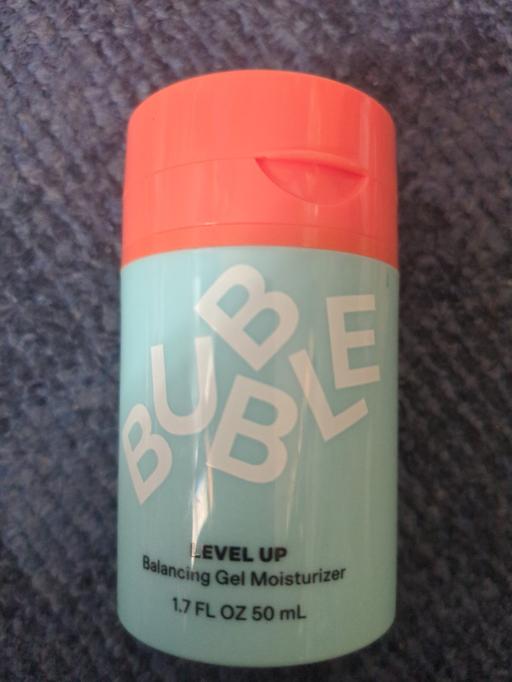 BUBBLE
LEVEL UP
Balancing Gel Moisturizer
1.7 FL OZ 50 mL